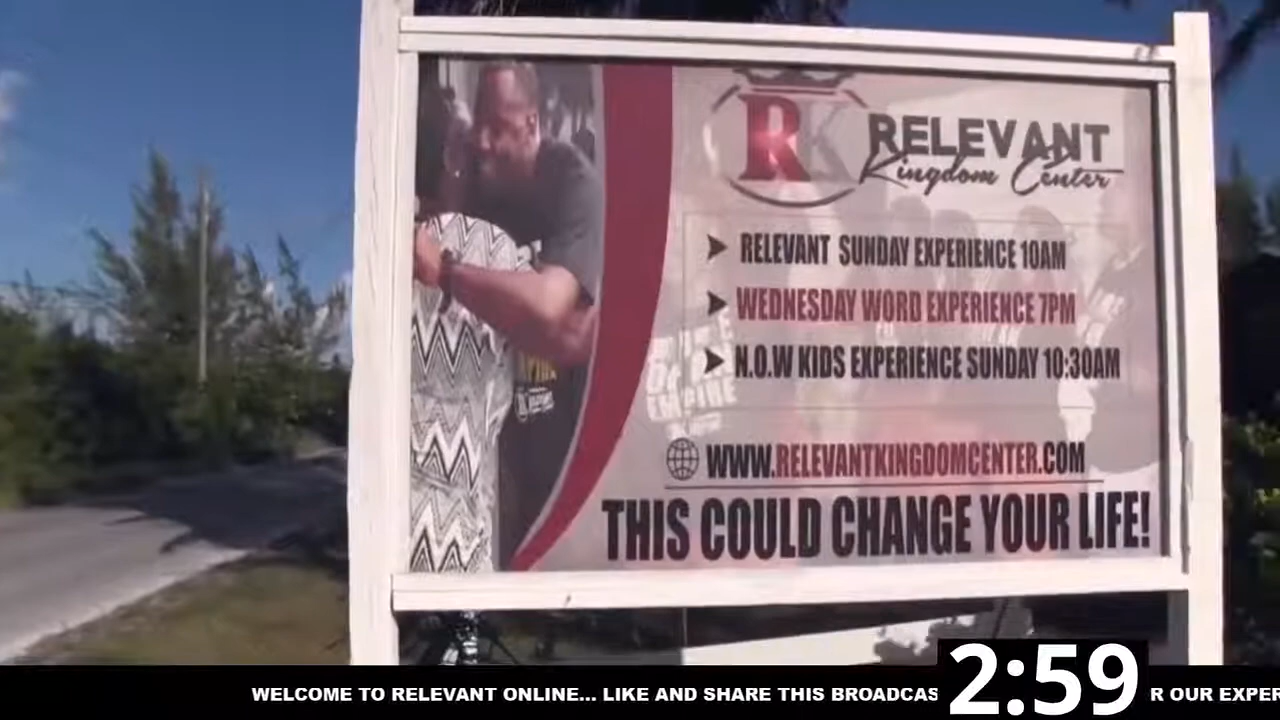 RK
RELEVANT
Kingdom Center
RELEVANT SUNDAY EXPERIENCE 10AM
WEDNESDAY WORD EXPERIENCE 7PM
N.O.W KIDS EXPERIENCE SUNDAY 10:30AM
EMPIRE
WWW.RELEVANTKINGDOMCENTER.COM
THIS COULD CHANGE YOUR LIFE!
WELCOME TO RELEVANT ONLINE... LIKE AND SHARE THIS BROADCAS
2:59
R OUR EXPER